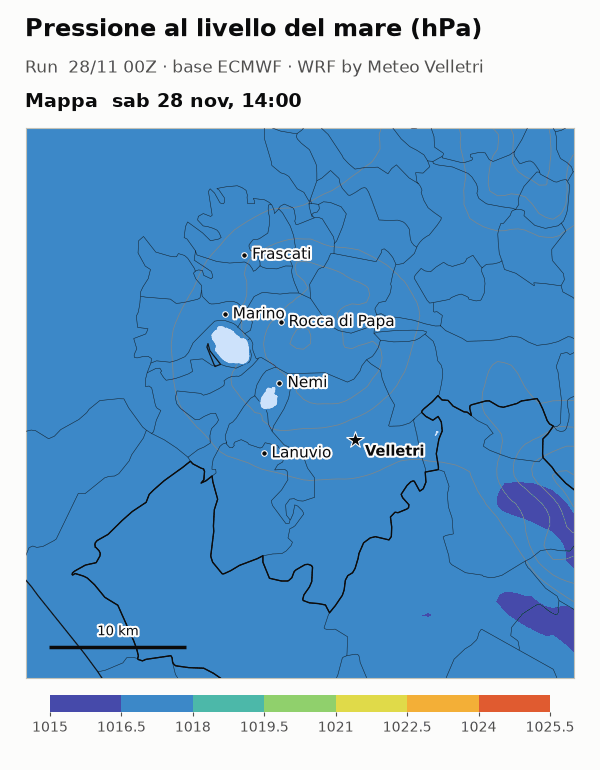 Pressione al livello del mare (hPa)
Run  28/11 00Z · base ECMWF · WRF by Meteo Velletri
Mappa  sab 28 nov, 14:00
Frascati
Marino
Rocca di Papa
Nemi
Velletri
Lanuvio
10 km
1015 1016.5 1018 1019.5 1021 1022.5 1024 1025.5